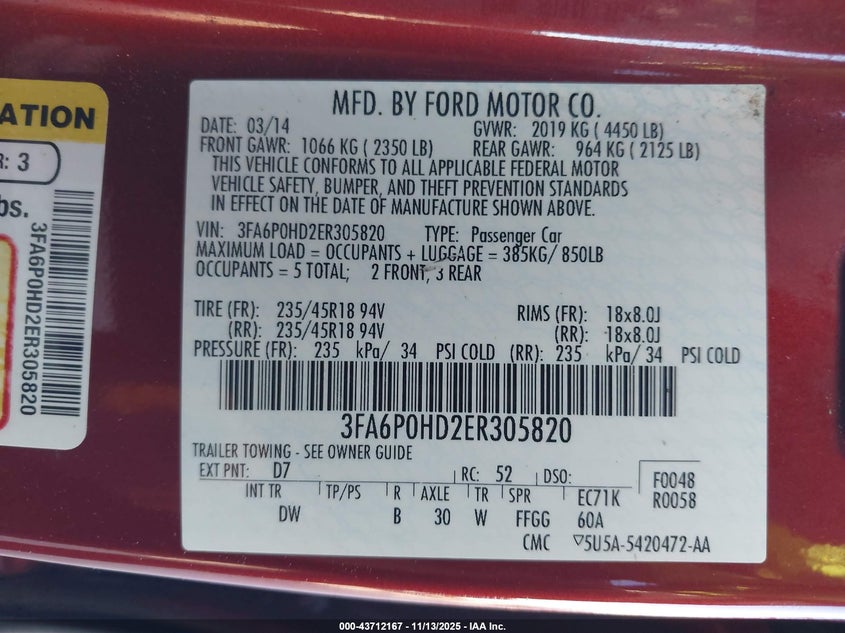 ATION
R: 3
bs.
3FA6P0HD2ER305820
MFD. BY FORD MOTOR CO.
DATE: 03/14 GVWR: 2019 KG ( 4450 LB)
FRONT GAWR: 1066 KG ( 2350 LB) REAR GAWR: 964 KG ( 2125 LB)
THIS VEHICLE CONFORMS TO ALL APPLICABLE FEDERAL MOTOR
VEHICLE SAFETY, BUMPER, AND THEFT PREVENTION STANDARDS
IN EFFECT ON THE DATE OF MANUFACTURE SHOWN ABOVE.
VIN: 3FA6P0HD2ER305820 TYPE: Passenger Car
MAXIMUM LOAD = OCCUPANTS + LUGGAGE = 385KG/ 850LB
OCCUPANTS = 5 TOTAL; 2 FRONT, 3 REAR
TIRE (FR): 235/45R18 94V RIMS (FR): 18x8.0J
(RR): 235/45R18 94V (RR): 18x8.0J
PRESSURE (FR): 235 kPa/ 34 PSI COLD (RR): 235 kPa/ 34 PSI COLD
3FA6P0HD2ER305820
TRAILER TOWING - SEE OWNER GUIDE
EXT PNT: D7 RC: 52 DSO: F0048
R0058
INT TR TP/PS R AXLE TR SPR EC71K
DW B 30 W FFGG 60A
CMC ▽5U5A-5420472-AA
000-43712167 | 11/13/2025 - IAA Inc.